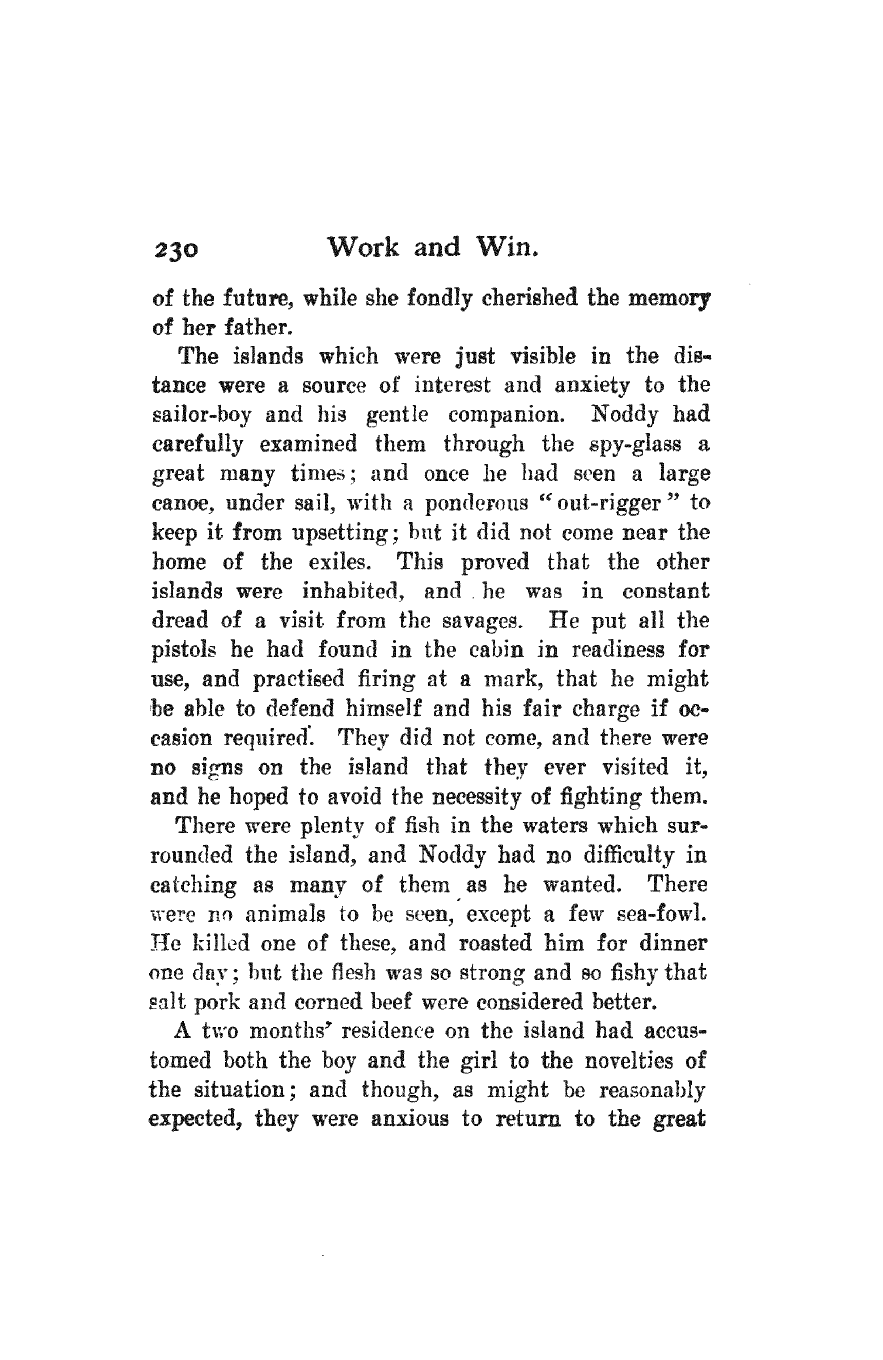 230 Work and Win.
of the future, while she fondly cherished the memory
of her father.
The islands which were just visible in the dis-
tance were a source of interest and anxiety to the
sailor-boy and his gentle companion. Noddy had
carefully examined them through the spy-glass a
great many times; and once he had seen a large
canoe, under sail, with a ponderous “out-rigger” to
keep it from upsetting; but it did not come near the
home of the exiles. This proved that the other
islands were inhabited, and he was in constant
dread of a visit from the savages. He put all the
pistols he had found in the cabin in readiness for
use, and practised firing at a mark, that he might
be able to defend himself and his fair charge if oc-
casion required. They did not come, and there were
no signs on the island that they ever visited it,
and he hoped to avoid the necessity of fighting them.
There were plenty of fish in the waters which sur-
rounded the island, and Noddy had no difficulty in
catching as many of them as he wanted. There
were no animals to be seen, except a few sea-fowl.
He killed one of these, and roasted him for dinner
one day; but the flesh was so strong and so fishy that
salt pork and corned beef were considered better.
A two months' residence on the island had accus-
tomed both the boy and the girl to the novelties of
the situation; and though, as might be reasonably
expected, they were anxious to return to the great